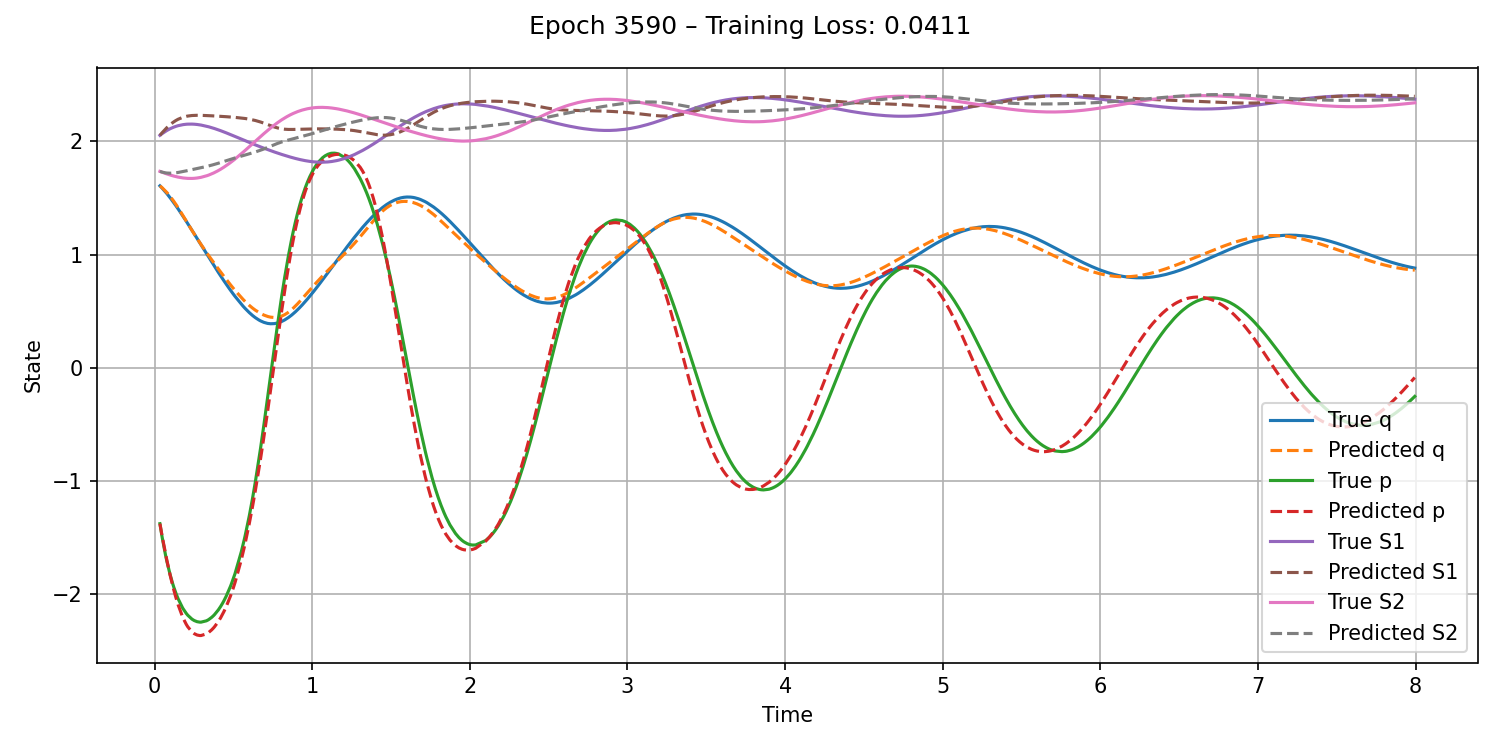 Epoch 3590 – Training Loss: 0.0411
State
2
1
0
−1
−2
0 1 2 3 4 5 6 7 8
Time
True q
Predicted q
True p
Predicted p
True S1
Predicted S1
True S2
Predicted S2